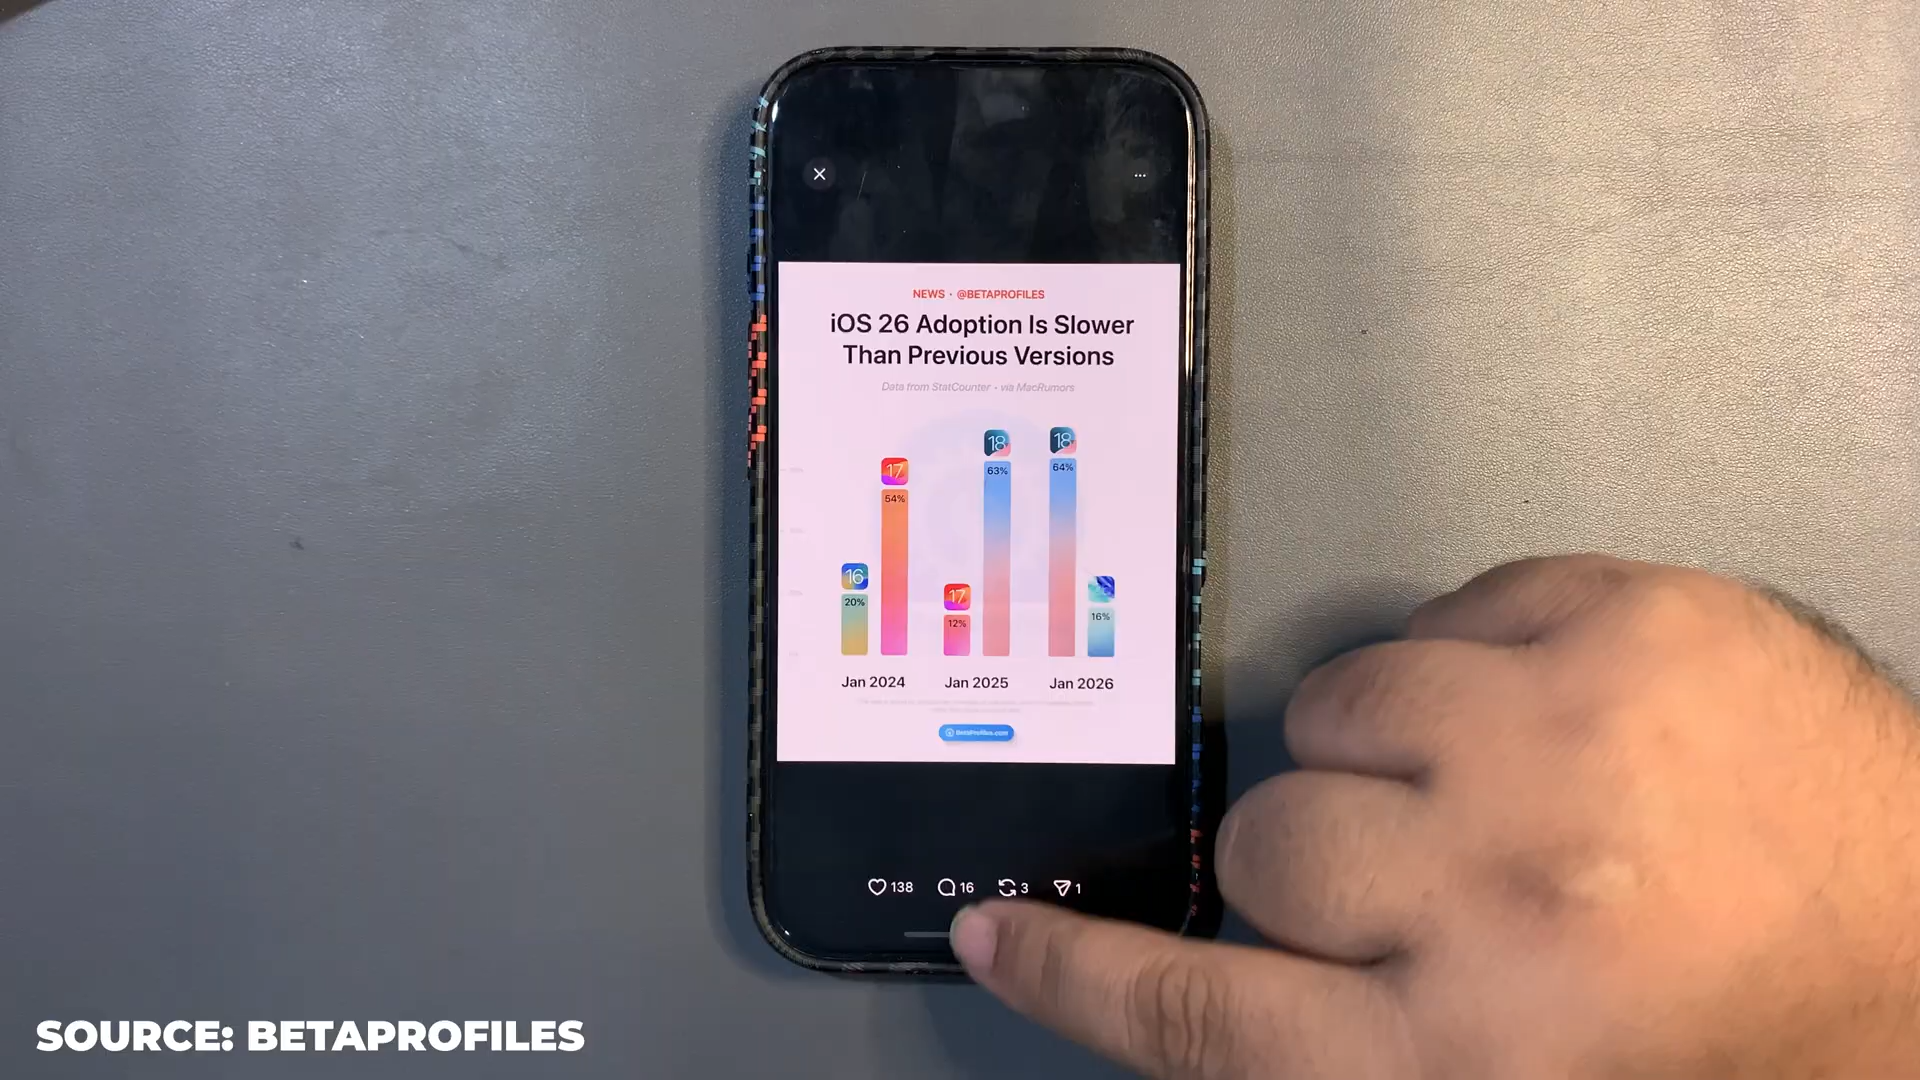 NEWS · @BETAPROFILES
iOS 26 Adoption Is Slower
Than Previous Versions
Data from StatCounter · via MacRumors
18
18
17
63%
64%
54%
16
17
20%
12%
16%
Jan 2024
Jan 2025
Jan 2026
BetaProfiles.com
138
16
3
1
SOURCE: BETAPROFILES